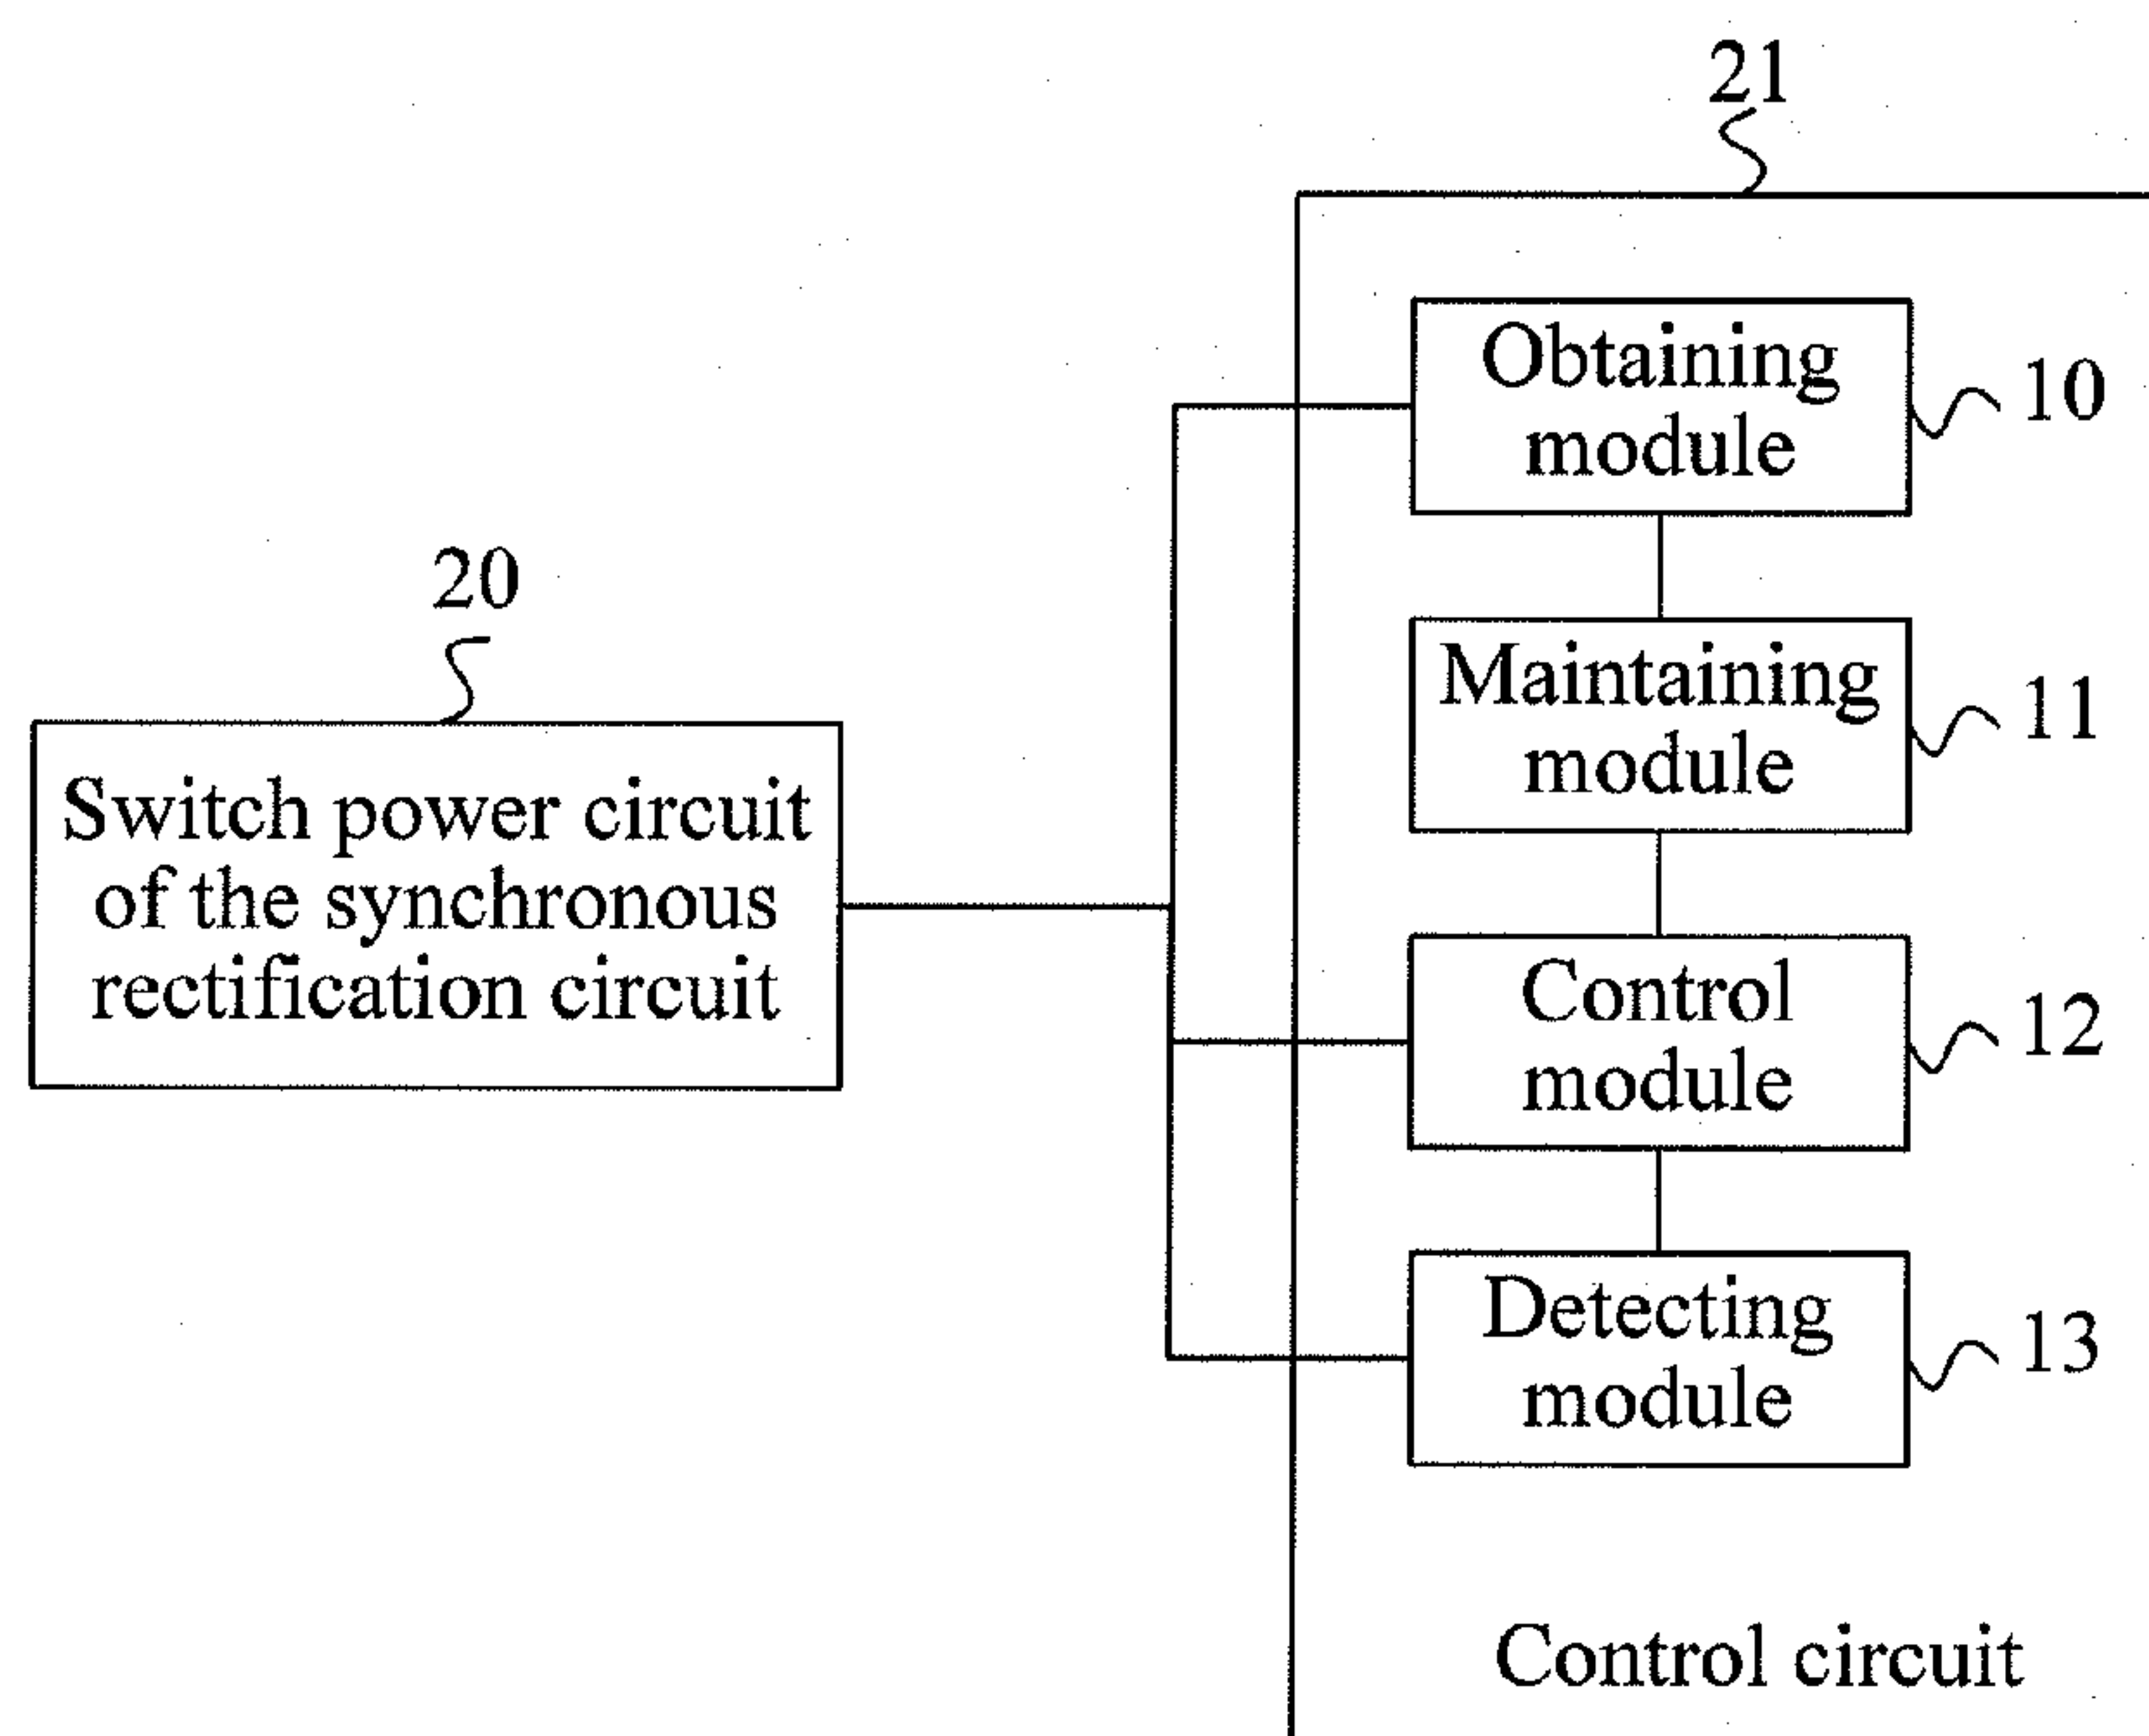 21
Obtaining
module
10
20
Maintaining
module
11
Switch power circuit
of the synchronous
rectification circuit
Control
module
12
Detecting
module
13
Control circuit